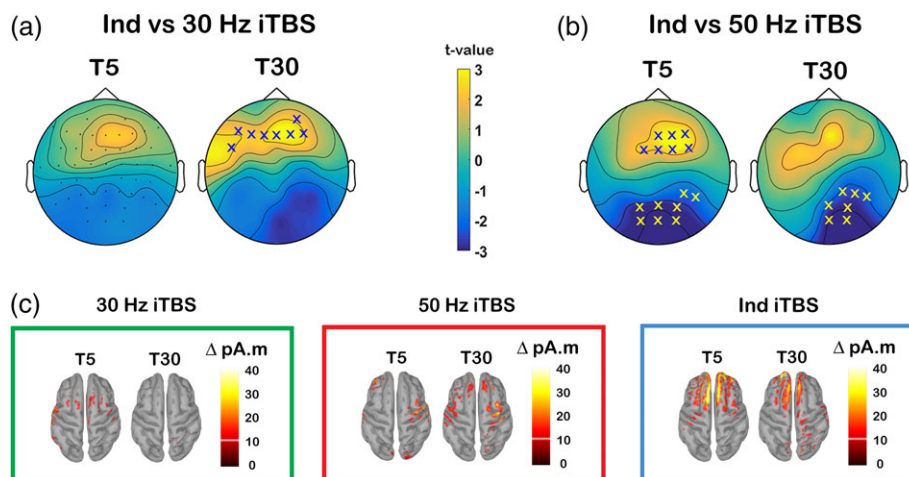 (a)
Ind vs 30 Hz iTBS
T5
T30
t-value
3
2
1
0
-1
-2
-3
(b)
Ind vs 50 Hz iTBS
T5
T30
(c)
30 Hz iTBS
T5
T30
Δ pA.m
40
30
20
10
0
50 Hz iTBS
T5
T30
Δ pA.m
40
30
20
10
0
Ind iTBS
T5
T30
Δ pA.m
40
30
20
10
0